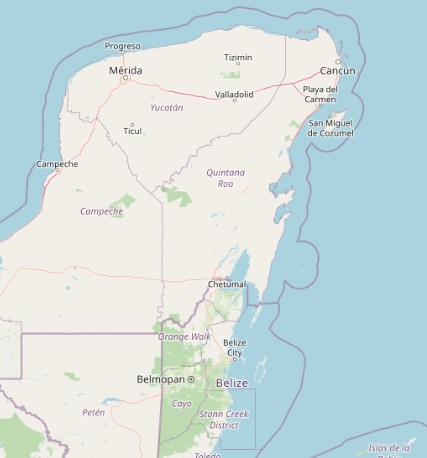 Progreso
Tizimín
Mérida
Cancún
Valladolid
Playa del
Carmen
Yucatán
San Miguel
de Cozumel
Ticul
Campeche
Quintana
Roo
Campeche
Chetumal
Orange Walk
Belize
City
Belmopan
Belize
Cayo
Petén
Stann Creek
District
Toledo
Islas de la